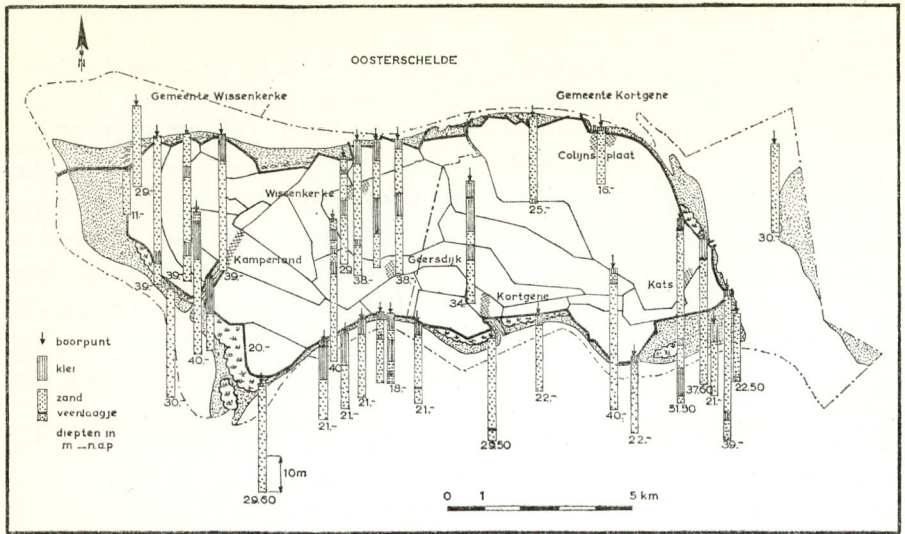 N
OOSTERSCHELDE
Gemeente Wissenkerke
Gemeente Kortgene
Colijnsplaat
Wissenkerke
29.-
16.-
11.-
25.-
30.-
39.-
39.-
29
38.-
38.-
Kamperland
Geersdijk
39.-
34.-
Kats
Kortgene
40.-
20.-
40
30.-
21.-
21.-
21.-
18.-
21.-
29.50
22.-
40.-
22.-
51.50
37.60
21.-
22.50
39.-
boorpunt
klei
zand
veenlaagje
diepten in
m -n.a.p
10m
29.60
0 1 5 km